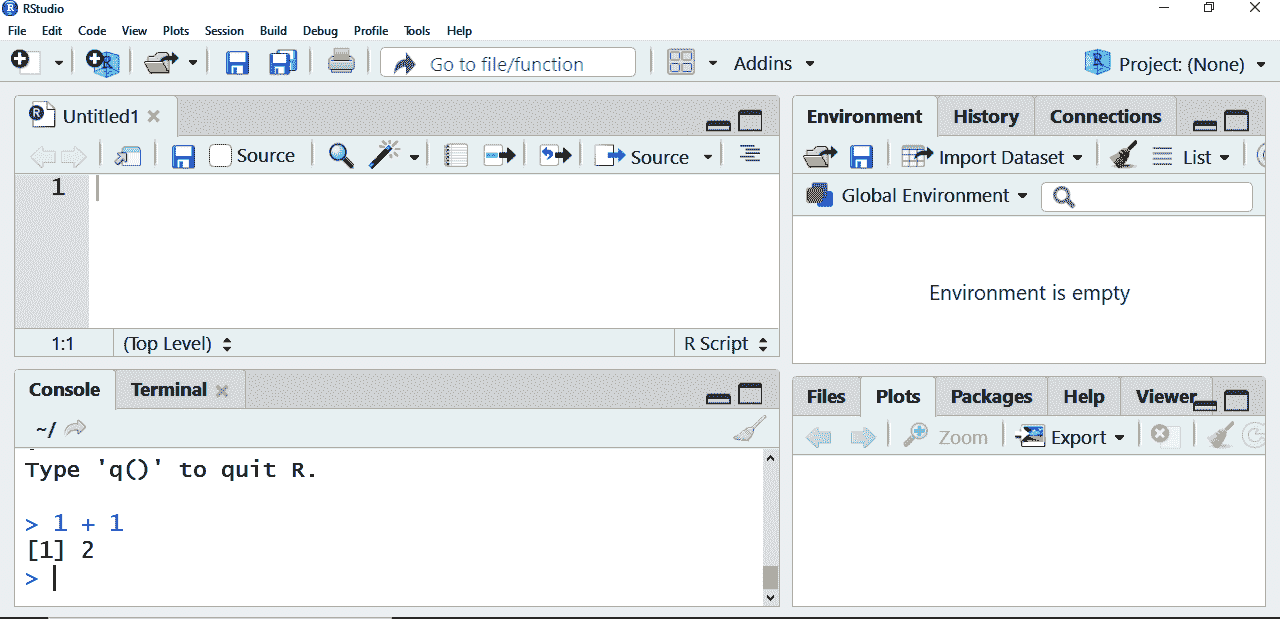 RStudio
File Edit Code View Plots Session Build Debug Profile Tools Help
Go to file/function Addins Project: (None)
Untitled1
Source Source
1
1:1 (Top Level) R Script
Console Terminal
~/
Type 'q()' to quit R.
> 1 + 1
[1] 2
>
Environment History Connections
Import Dataset List
Global Environment
Environment is empty
Files Plots Packages Help Viewer
Zoom Export